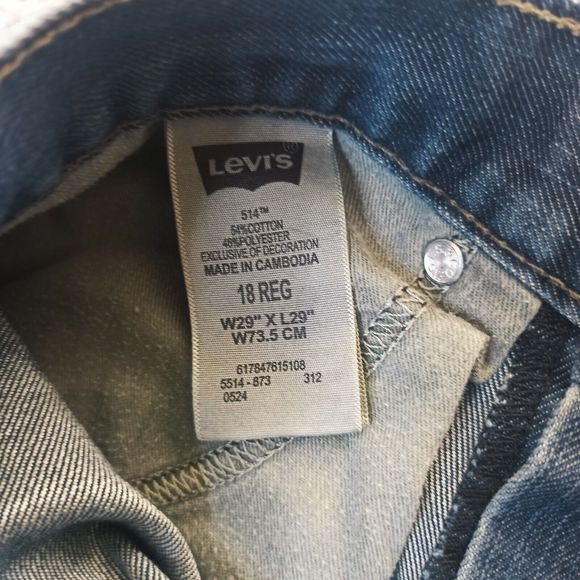 Levi's®
514™
54%COTTON
46%POLYESTER
EXCLUSIVE OF DECORATION
MADE IN CAMBODIA
18 REG
W29" X L29"
W73.5 CM
617847615108
5514 - 873 312
0524